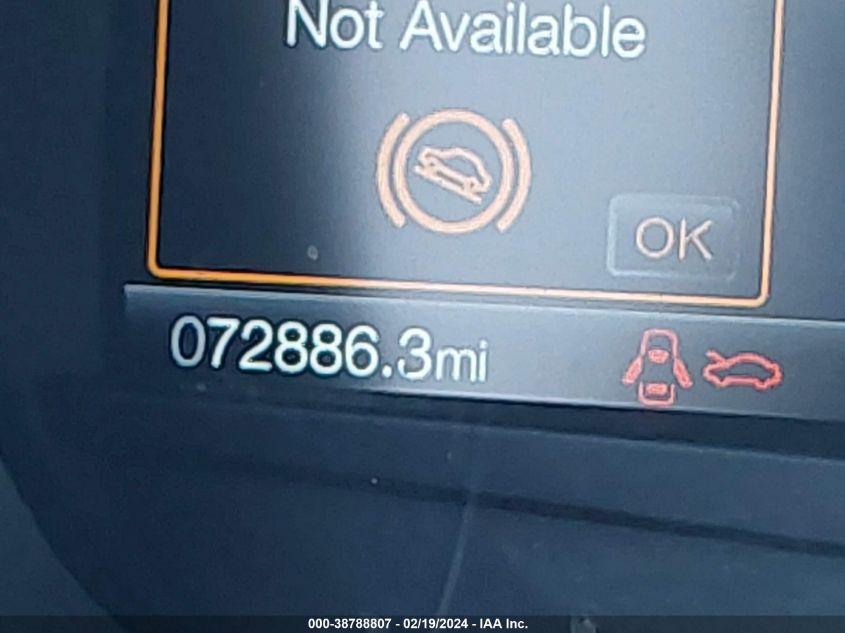 Not Available
OK
072886.3mi
000-38788807 - 02/19/2024 - IAA Inc.